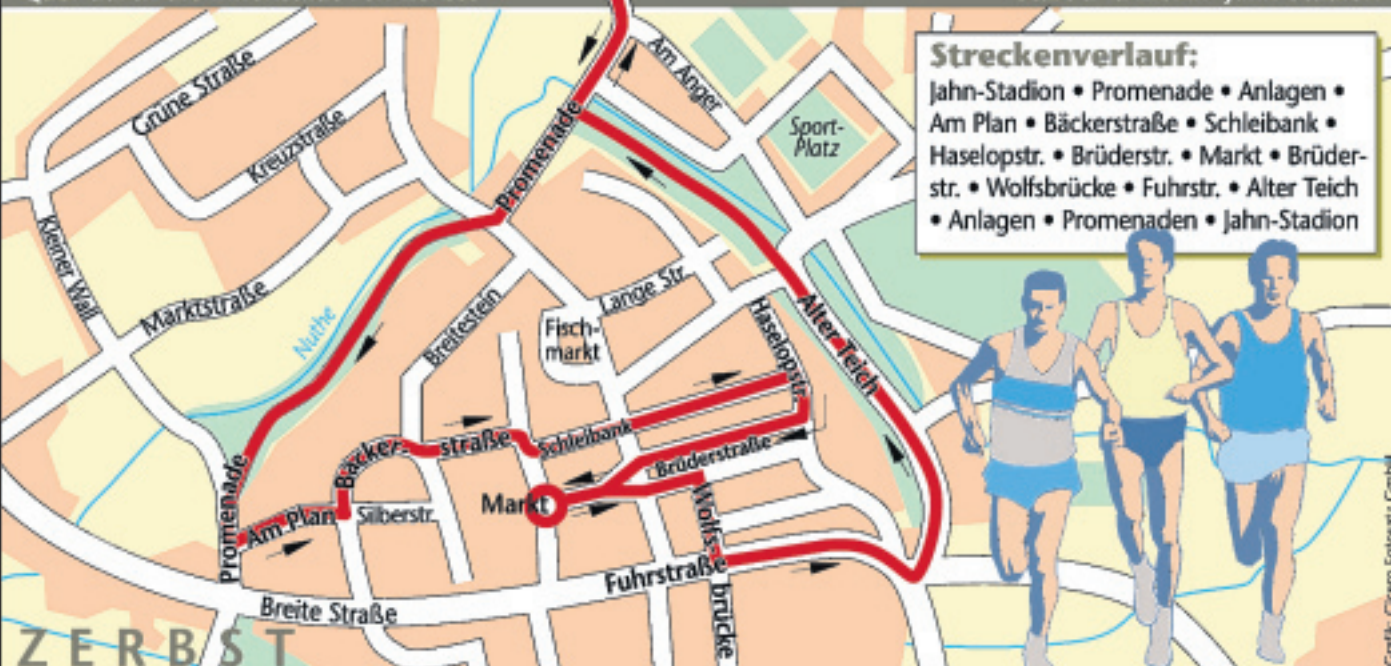 Streckenverlauf:
Jahn-Stadion • Promenade • Anlagen •
Am Plan • Bäckerstraße • Schleibank •
Haselopstr. • Brüderstr. • Markt • Brüder-
str. • Wolfsbrücke • Fuhrstr. • Alter Teich
• Anlagen • Promenaden • Jahn-Stadion
Am Anger
Grüne Straße
Sport-
Platz
Kreuzstraße
Promenade
Kleiner Wall
Marktstraße
Nuthe
Lange Str.
Breitestein
Fisch-
markt
Haselopstr.
Alter Teich
Bäcker-
straße
Schleibank
Brüderstraße
Promenade
Am Plan
Silberstr.
Markt
Wolfs-
brücke
Fuhrstraße
Breite Straße
ZERBST